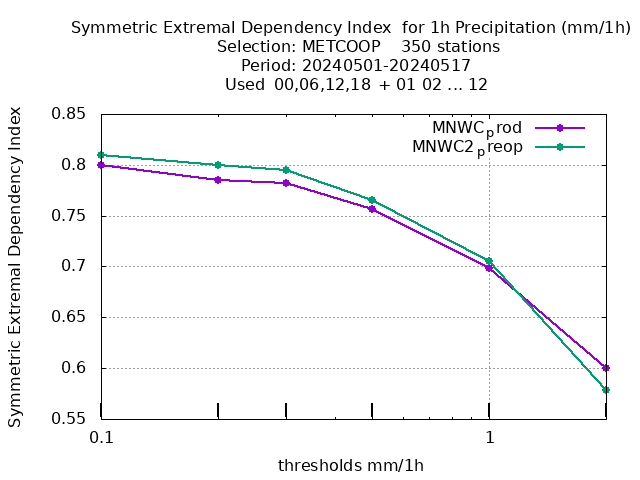 Symmetric Extremal Dependency Index for 1h Precipitation (mm/1h)
Selection: METCOOP 350 stations
Period: 20240501-20240517
Used 00,06,12,18 + 01 02 ... 12
MNWC_prod
MNWC2_preop
Symmetric Extremal Dependency Index
0.85
0.8
0.75
0.7
0.65
0.6
0.55
0.1 1
thresholds mm/1h